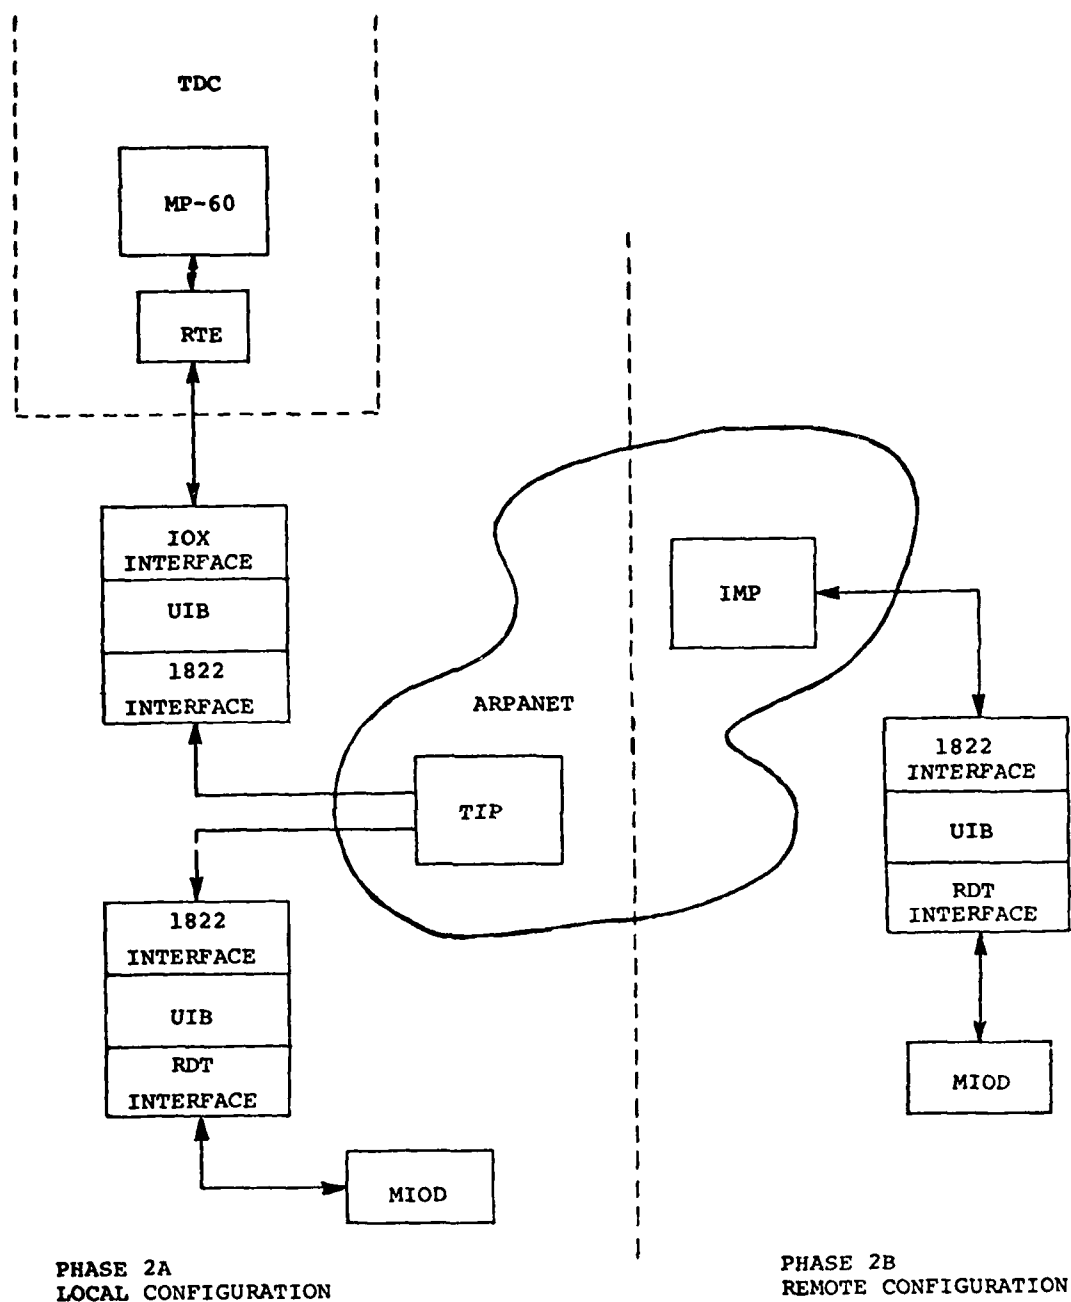 TDC
MP-60
RTE
IOX
INTERFACE
UIB
1822
INTERFACE
ARPANET
TIP
1822
INTERFACE
UIB
RDT
INTERFACE
MIOD
PHASE 2A
LOCAL CONFIGURATION
IMP
1822
INTERFACE
UIB
RDT
INTERFACE
MIOD
PHASE 2B
REMOTE CONFIGURATION